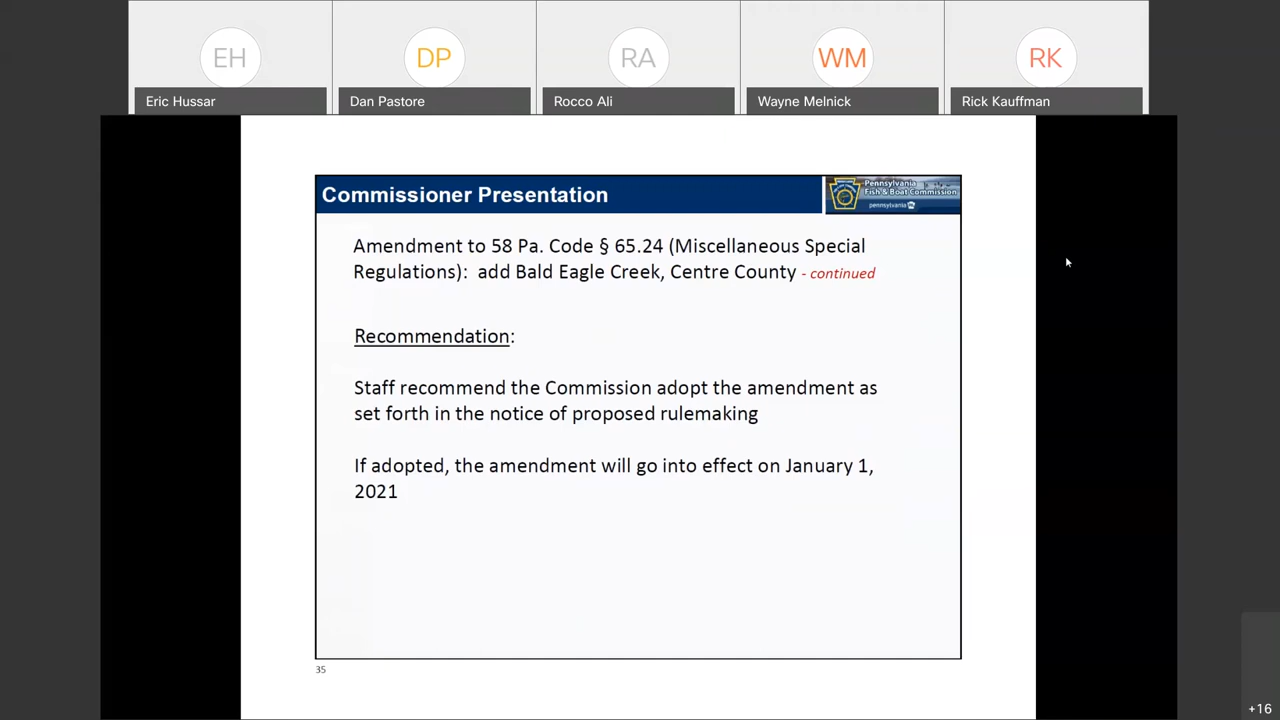 EH DP RA WM RK
Eric Hussar Dan Pastore Rocco Ali Wayne Melnick Rick Kauffman
Commissioner Presentation
Pennsylvania
Fish & Boat Commission
pennsylvania
Amendment to 58 Pa. Code § 65.24 (Miscellaneous Special
Regulations): add Bald Eagle Creek, Centre County - continued
Recommendation:
Staff recommend the Commission adopt the amendment as
set forth in the notice of proposed rulemaking
If adopted, the amendment will go into effect on January 1,
2021
35
+16